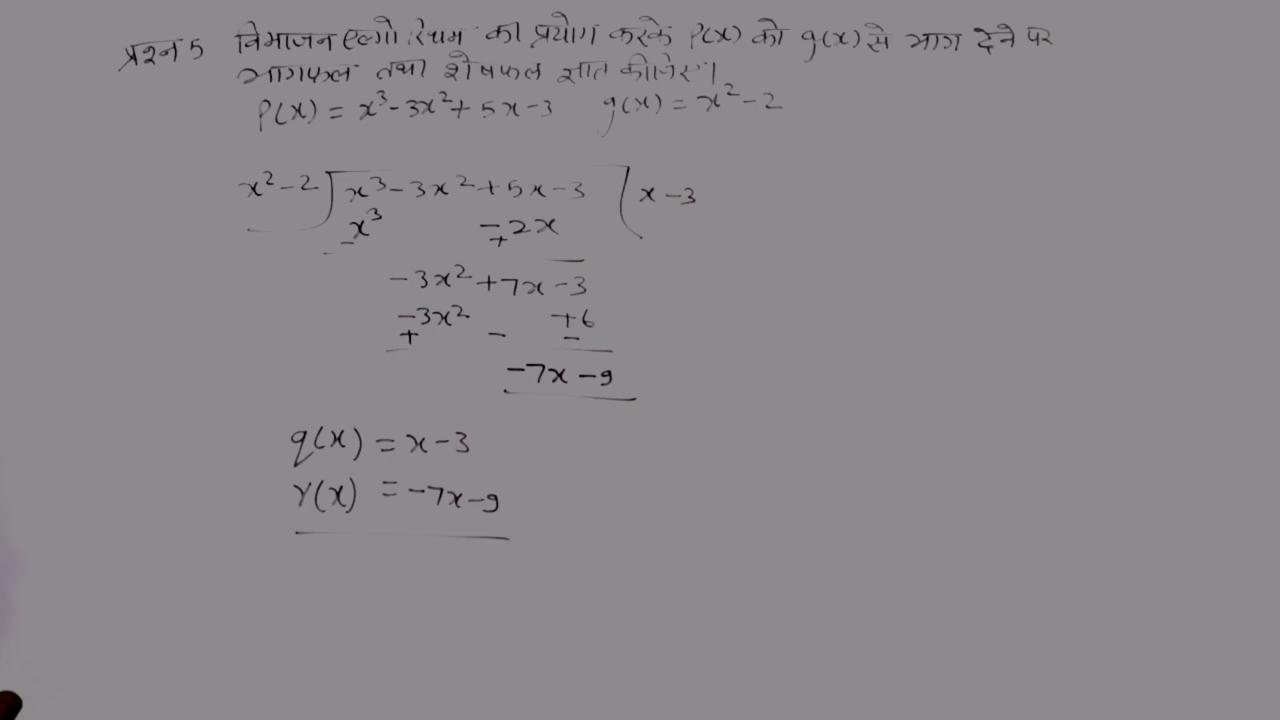 प्रश्न 5 विभाजन एल्गोरिथम का प्रयोग करके P(x) को g(x) से भाग देने पर
भागफल तथा शेषफल ज्ञात कीजिए।
P(x) = x³ - 3x² + 5x - 3 g(x) = x² - 2
x² - 2 ) x³ - 3x² + 5x - 3 ( x - 3
x³ - 2x
- +
- 3x² + 7x - 3
- 3x² + 6
+ - -
- 7x - 9
q(x) = x - 3
r(x) = - 7x - 9